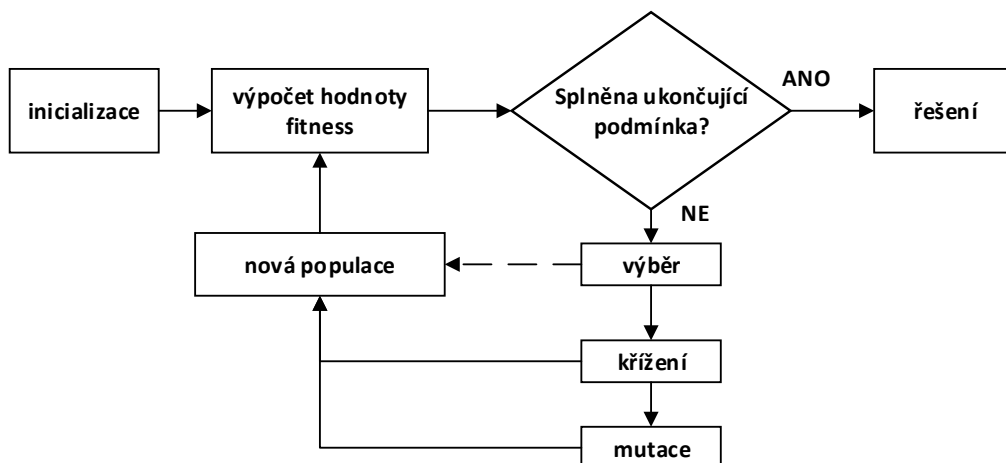 inicializace
výpočet hodnoty
fitness
Splněna ukončující
podmínka?
ANO
řešení
NE
nová populace
výběr
křížení
mutace